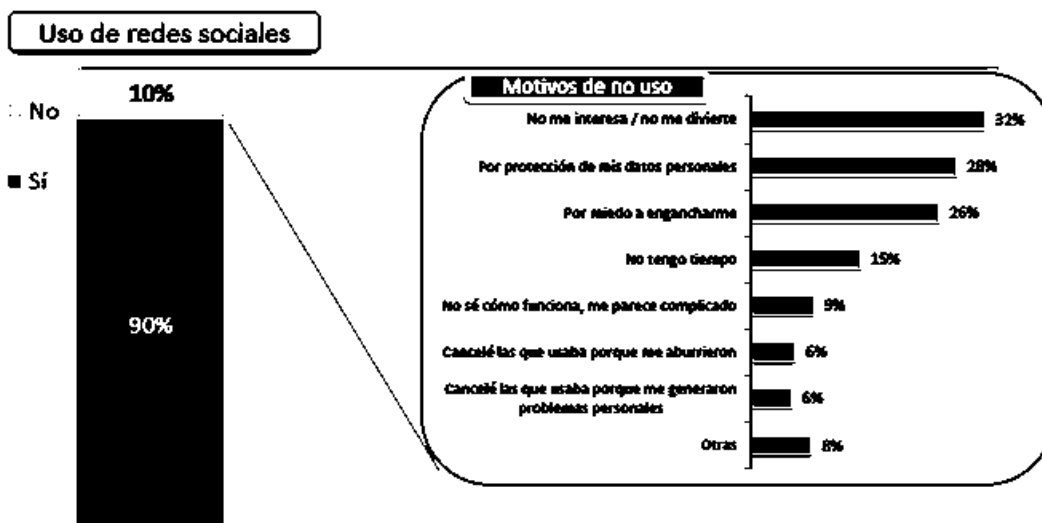 Uso de redes sociales
10%
No
Sí
90%
Motivos de no uso
No me interesa / no me divierte
32%
Por protección de mis datos personales
28%
Por miedo a engancharme
26%
No tengo tiempo
15%
No sé cómo funciona, me parece complicado
9%
Cancelé las que usaba porque me aburrieron
6%
Cancelé las que usaba porque me generaron
problemas personales
6%
Otras
8%